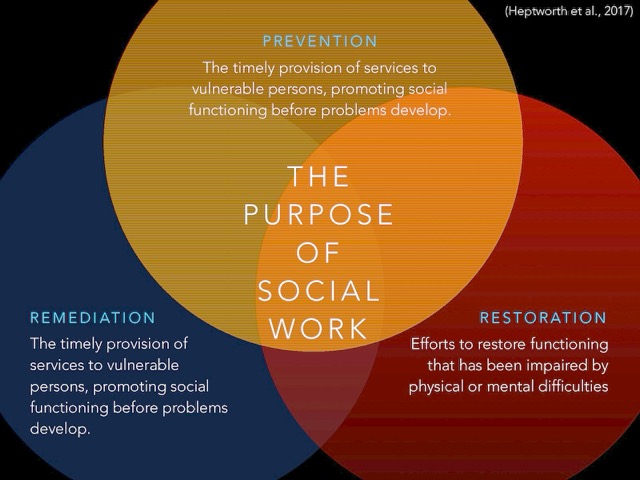 (Heptworth et al., 2017)
PREVENTION
The timely provision of services to
vulnerable persons, promoting social
functioning before problems develop.
THE
PURPOSE
OF
SOCIAL
WORK
REMEDIATION
The timely provision of
services to vulnerable
persons, promoting social
functioning before problems
develop.
RESTORATION
Efforts to restore functioning
that has been impaired by
physical or mental difficulties